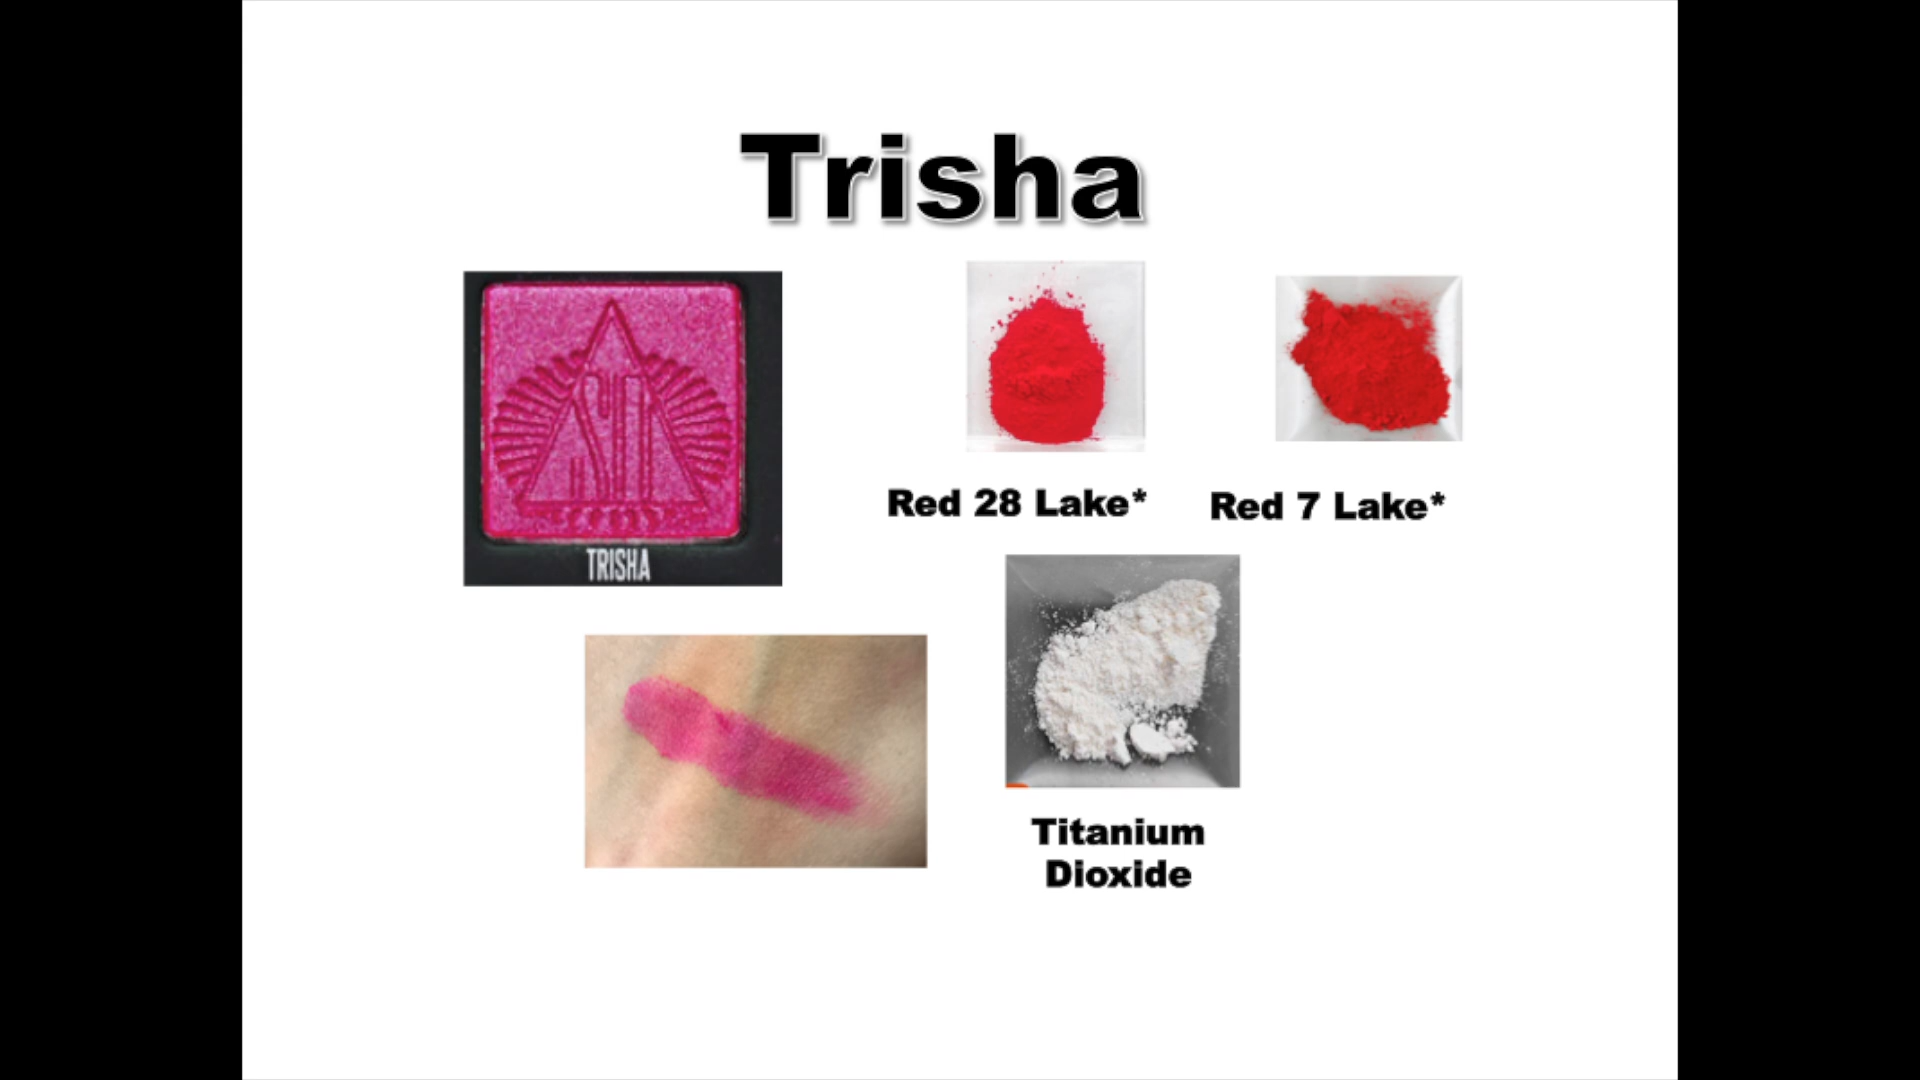 Trisha
TRISHA
Red 28 Lake*
Red 7 Lake*
Titanium
Dioxide